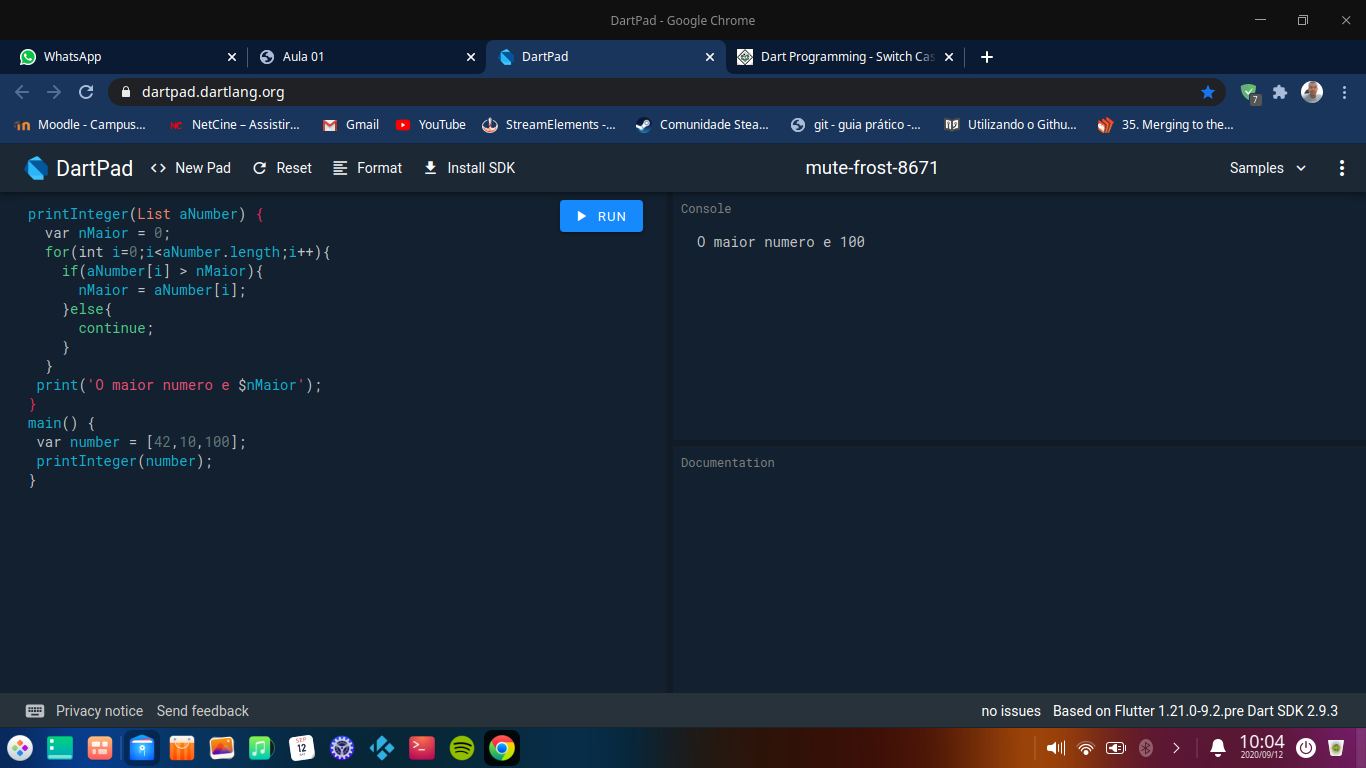 DartPad - Google Chrome
WhatsApp
Aula 01
DartPad
Dart Programming - Switch Cas
dartpad.dartlang.org
7
Moodle - Campus...
NetCine – Assistir...
Gmail
YouTube
StreamElements -...
Comunidade Stea...
git - guia prático -...
Utilizando o Githu...
35. Merging to the...
DartPad
New Pad
Reset
Format
Install SDK
mute-frost-8671
Samples
printInteger(List aNumber) {
var nMaior = 0;
for(int i=0;i<aNumber.length;i++){
if(aNumber[i] > nMaior){
nMaior = aNumber[i];
}else{
continue;
}
}
print('O maior numero e $nMaior');
}
main() {
var number = [42,10,100];
printInteger(number);
}
RUN
Console
O maior numero e 100
Documentation
Privacy notice
Send feedback
no issues
Based on Flutter 1.21.0-9.2.pre Dart SDK 2.9.3
SEP
12
10:04
2020/09/12